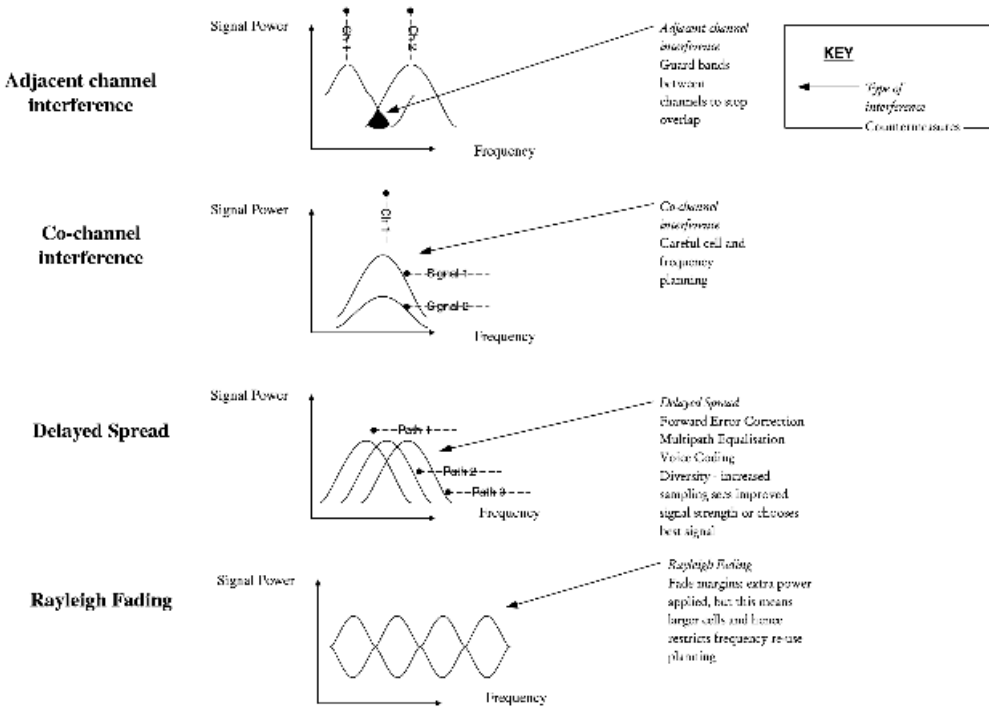 Adjacent channel
interference
Signal Power
Ch 1
Ch 2
Frequency
Adjacent channel
interference
Guard bands
between
channels to stop
overlap
KEY
Type of
interference
Countermeasures
Co-channel
interference
Signal Power
Ch 1
Signal 1
Signal 2
Frequency
Co-channel
interference
Careful cell and
frequency
planning
Delayed Spread
Signal Power
Path 1
Path 2
Path 3
Frequency
Delayed Spread
Forward Error Correction
Multipath Equalisation
Voice Coding
Diversity - increased
sampling sees improved
signal strength or chooses
best signal
Rayleigh Fading
Signal Power
Frequency
Rayleigh Fading
Fade margins: extra power
applied, but this means
larger cells and hence
restricts frequency re-use
planning